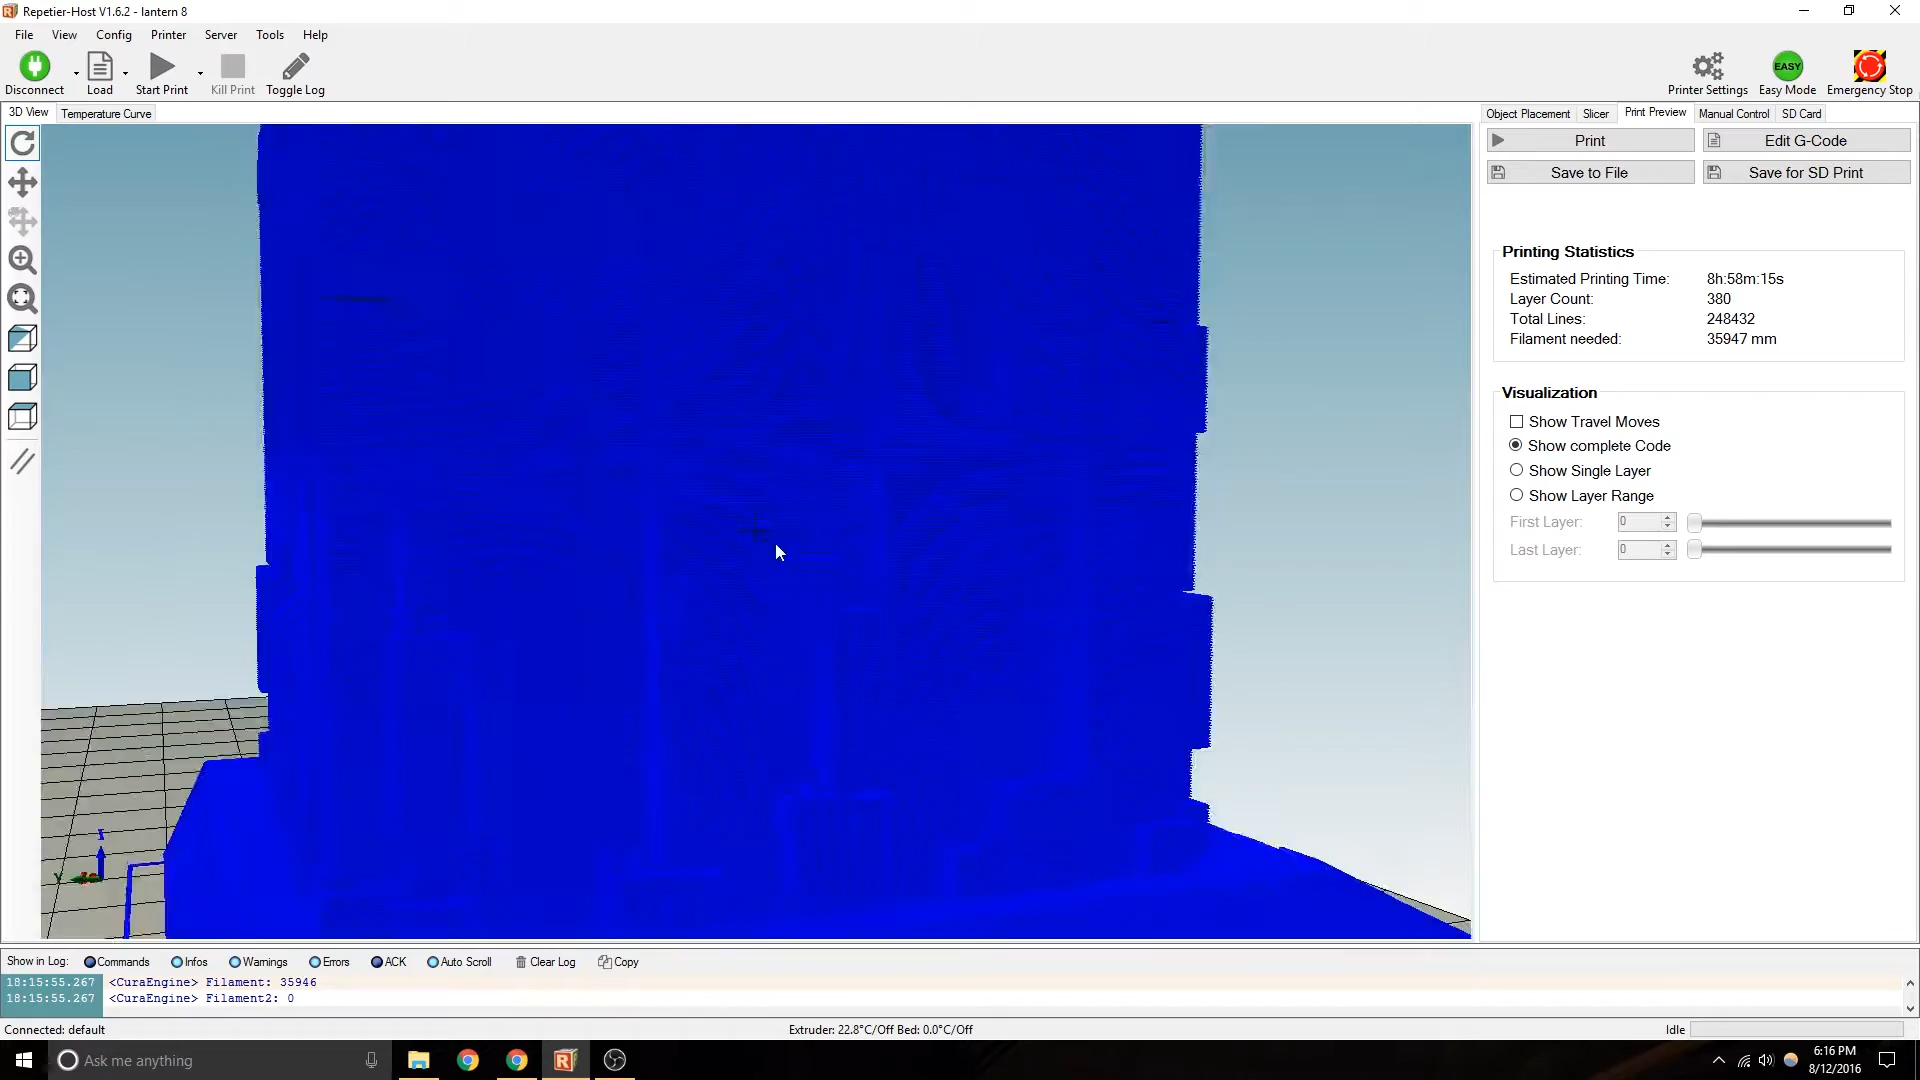 Repetier-Host V1.6.2 - lantern 8
File View Config Printer Server Tools Help
Disconnect Load Start Print Kill Print Toggle Log Printer Settings EASY Easy Mode Emergency Stop
3D View Temperature Curve Object Placement Slicer Print Preview Manual Control SD Card
Print Edit G-Code
Save to File Save for SD Print
Printing Statistics
Estimated Printing Time: 8h:58m:15s
Layer Count: 380
Total Lines: 248432
Filament needed: 35947 mm
Visualization
Show Travel Moves
Show complete Code
Show Single Layer
Show Layer Range
First Layer: 0
Last Layer: 0
Z
Y
Show in Log: Commands Infos Warnings Errors ACK Auto Scroll Clear Log Copy
18:15:55.267 <CuraEngine> Filament: 35946
18:15:55.267 <CuraEngine> Filament2: 0
Connected: default Extruder: 22.8°C/Off Bed: 0.0°C/Off Idle
Ask me anything 6:16 PM
8/12/2016